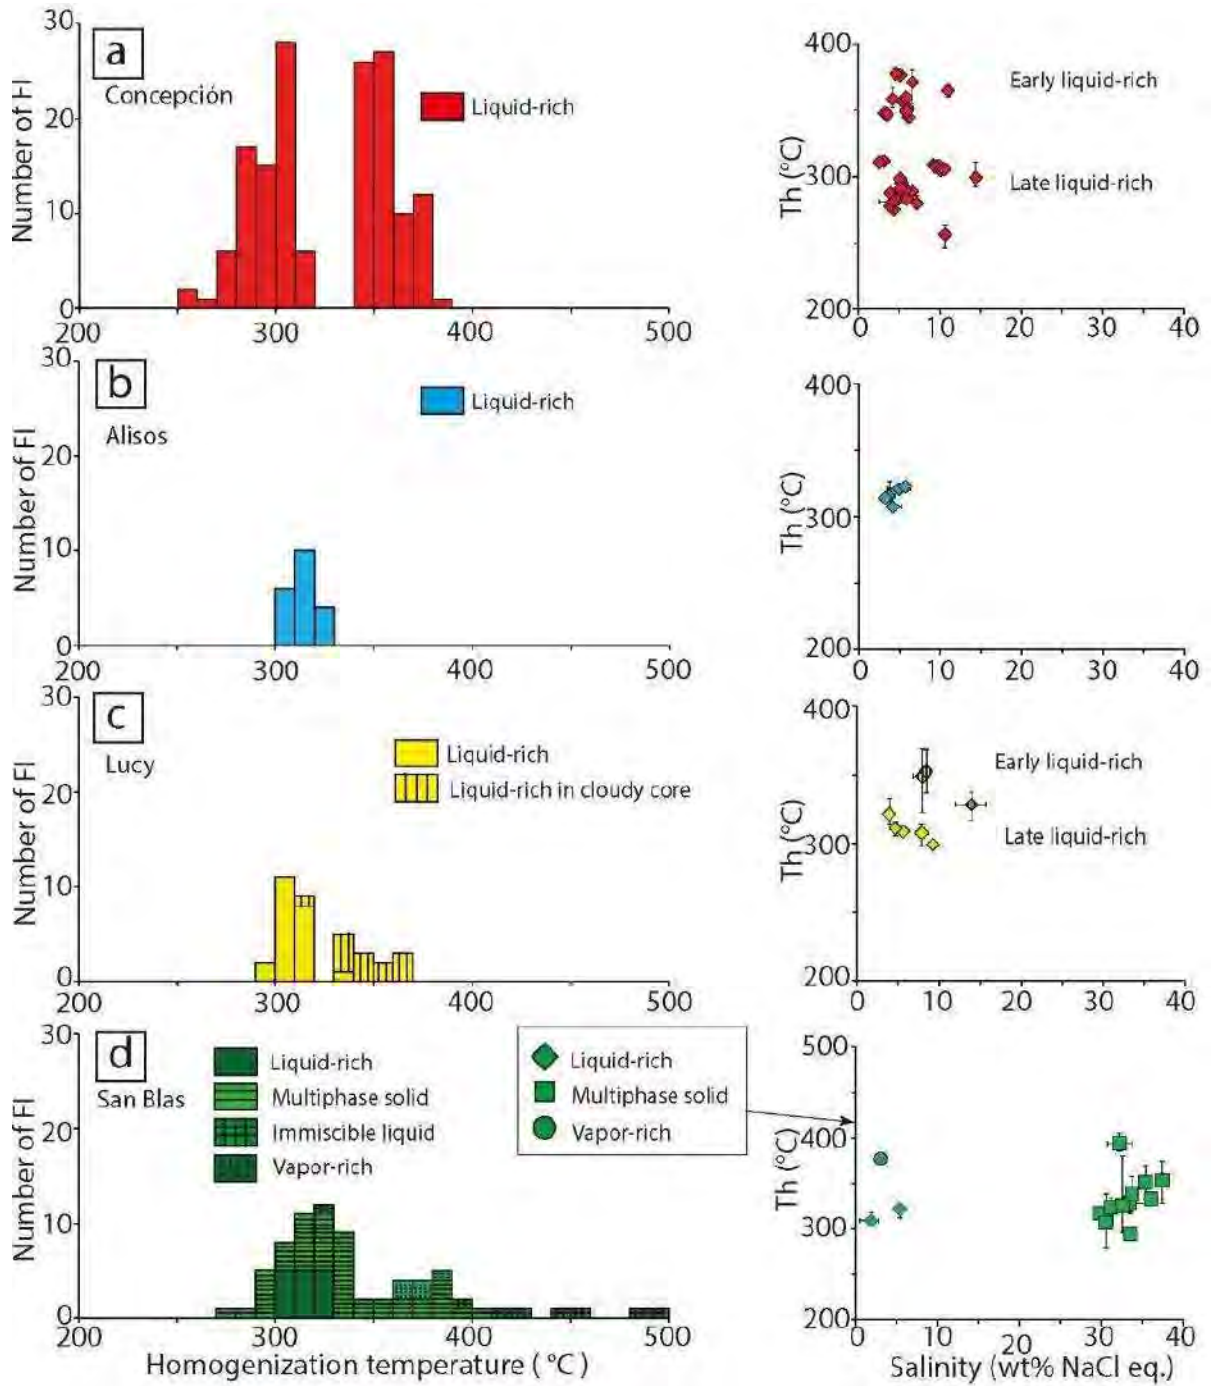 a
Concepción
Liquid-rich
Number of FI
30
20
10
0
200
300
400
500
Early liquid-rich
Late liquid-rich
Th (°C)
400
300
200
0
10
20
30
40
b
Alisos
Liquid-rich
Number of FI
30
20
10
0
200
300
400
500
Th (°C)
400
300
200
0
10
20
30
40
c
Lucy
Liquid-rich
Liquid-rich in cloudy core
Number of FI
30
20
10
0
200
300
400
500
Early liquid-rich
Late liquid-rich
Th (°C)
400
300
200
0
10
20
30
40
d
San Blas
Liquid-rich
Multiphase solid
Immiscible liquid
Vapor-rich
Liquid-rich
Multiphase solid
Vapor-rich
Number of FI
30
20
10
0
200
300
400
500
Homogenization temperature ( °C)
Th (°C)
500
400
300
200
0
10
20
30
40
Salinity (wt% NaCl eq.)